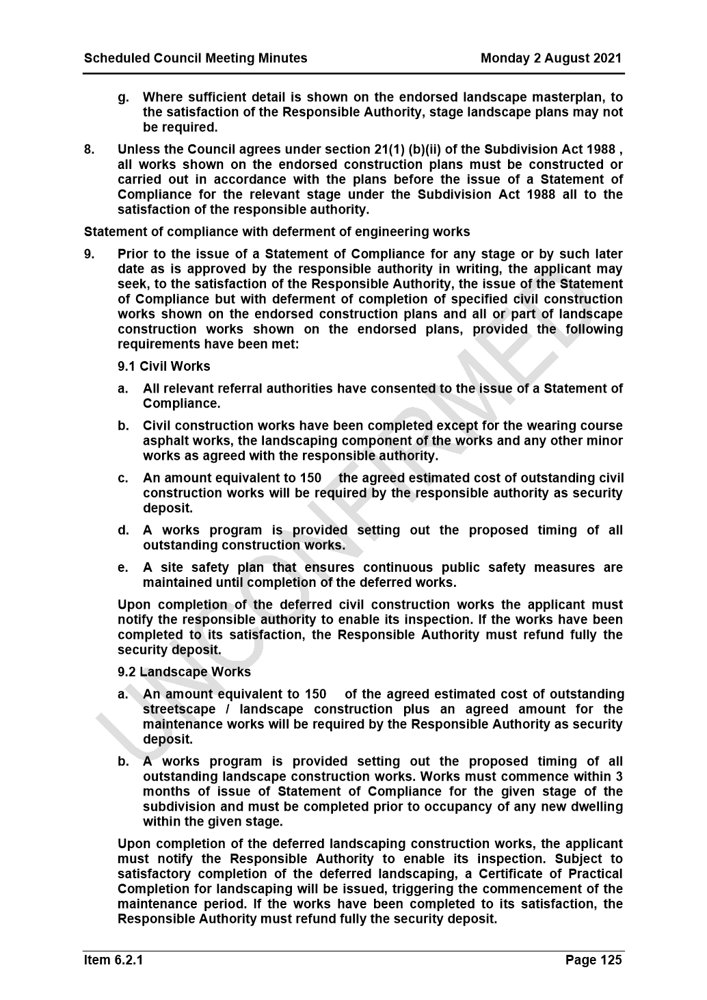 Scheduled Council Meeting Minutes Monday 2 August 2021
g. Where sufficient detail is shown on the endorsed landscape masterplan, to
the satisfaction of the Responsible Authority, stage landscape plans may not
be required.
8. Unless the Council agrees under section 21(1) (b)(ii) of the Subdivision Act 1988 ,
all works shown on the endorsed construction plans must be constructed or
carried out in accordance with the plans before the issue of a Statement of
Compliance for the relevant stage under the Subdivision Act 1988 all to the
satisfaction of the responsible authority.
Statement of compliance with deferment of engineering works
9. Prior to the issue of a Statement of Compliance for any stage or by such later
date as is approved by the responsible authority in writing, the applicant may
seek, to the satisfaction of the Responsible Authority, the issue of the Statement
of Compliance but with deferment of completion of specified civil construction
works shown on the endorsed construction plans and all or part of landscape
construction works shown on the endorsed plans, provided the following
requirements have been met:
9.1 Civil Works
a. All relevant referral authorities have consented to the issue of a Statement of
Compliance.
b. Civil construction works have been completed except for the wearing course
asphalt works, the landscaping component of the works and any other minor
works as agreed with the responsible authority.
c. An amount equivalent to 150 the agreed estimated cost of outstanding civil
construction works will be required by the responsible authority as security
deposit.
d. A works program is provided setting out the proposed timing of all
outstanding construction works.
e. A site safety plan that ensures continuous public safety measures are
maintained until completion of the deferred works.
Upon completion of the deferred civil construction works the applicant must
notify the responsible authority to enable its inspection. If the works have been
completed to its satisfaction, the Responsible Authority must refund fully the
security deposit.
9.2 Landscape Works
a. An amount equivalent to 150 of the agreed estimated cost of outstanding
streetscape / landscape construction plus an agreed amount for the
maintenance works will be required by the Responsible Authority as security
deposit.
b. A works program is provided setting out the proposed timing of all
outstanding landscape construction works. Works must commence within 3
months of issue of Statement of Compliance for the given stage of the
subdivision and must be completed prior to occupancy of any new dwelling
within the given stage.
Upon completion of the deferred landscaping construction works, the applicant
must notify the Responsible Authority to enable its inspection. Subject to
satisfactory completion of the deferred landscaping, a Certificate of Practical
Completion for landscaping will be issued, triggering the commencement of the
maintenance period. If the works have been completed to its satisfaction, the
Responsible Authority must refund fully the security deposit.
Item 6.2.1 Page 125
UNCONFIRMED